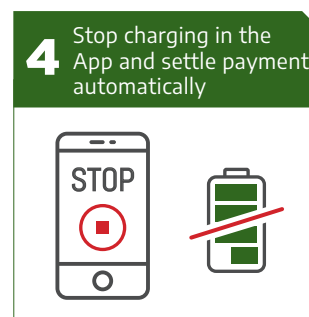 4
Stop charging in the
App and settle payment
automatically
STOP